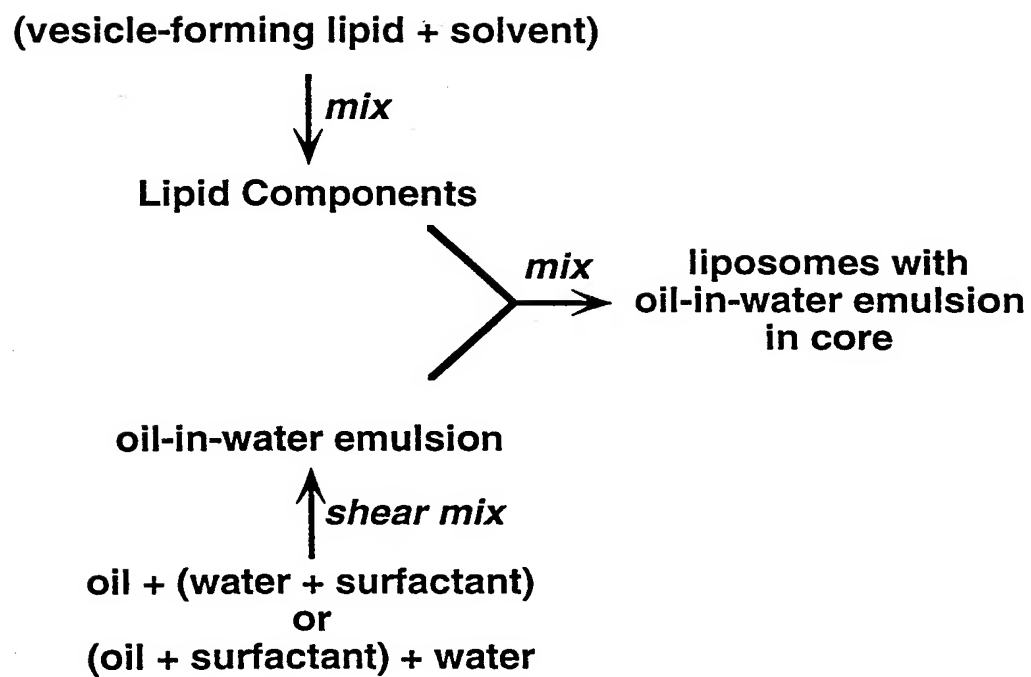 (vesicle-forming lipid + solvent)
mix
Lipid Components
mix
liposomes with
oil-in-water emulsion
in core
oil-in-water emulsion
shear mix
oil + (water + surfactant)
or
(oil + surfactant) + water